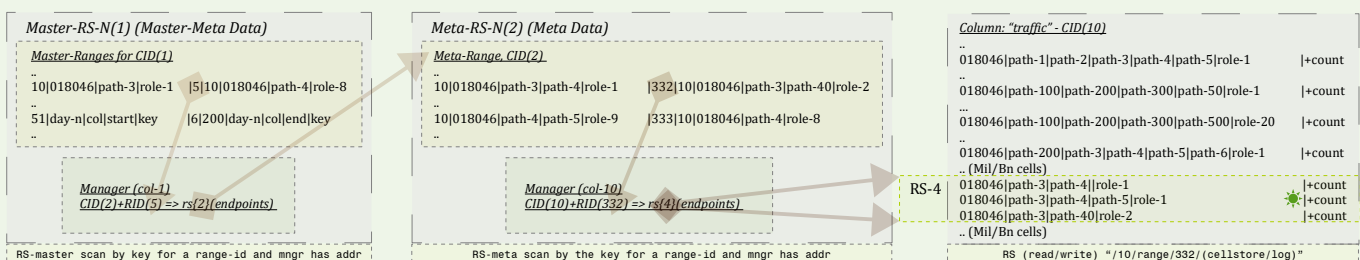 Master-RS-N(1) (Master-Meta Data)
Master-Ranges for CID(1)
..
10|018046|path-3|role-1 |5|10|018046|path-4|role-8
..
51|day-n|col|start|key |6|200|day-n|col|end|key
..
Manager (col-1)
CID(2)+RID(5) => rs{2}(endpoints)
RS-master scan by key for a range-id and mngr has addr
Meta-RS-N(2) (Meta Data)
Meta-Range, CID(2)
..
10|018046|path-3|path-4|role-1 |332|10|018046|path-3|path-40|role-2
..
10|018046|path-4|path-5|role-9 |333|10|018046|path-4|role-8
..
Manager (col-10)
CID(10)+RID(332) => rs{4}(endpoints)
RS-meta scan by the key for a range-id and mngr has addr
Column: "traffic" - CID(10)
..
018046|path-1|path-2|path-3|path-4|path-5|role-1 |+count
..
018046|path-100|path-200|path-300|path-50|role-1 |+count
...
018046|path-100|path-200|path-300|path-500|role-20 |+count
..
018046|path-200|path-3|path-4|path-5|path-6|role-1 |+count
.. (Mil/Bn cells)
RS-4
018046|path-3|path-4||role-1 |+count
018046|path-3|path-4|path-5|role-1 |+count
018046|path-3|path-40|role-2 |+count
.. (Mil/Bn cells)
RS (read/write) "/10/range/332/(cellstore/log)"